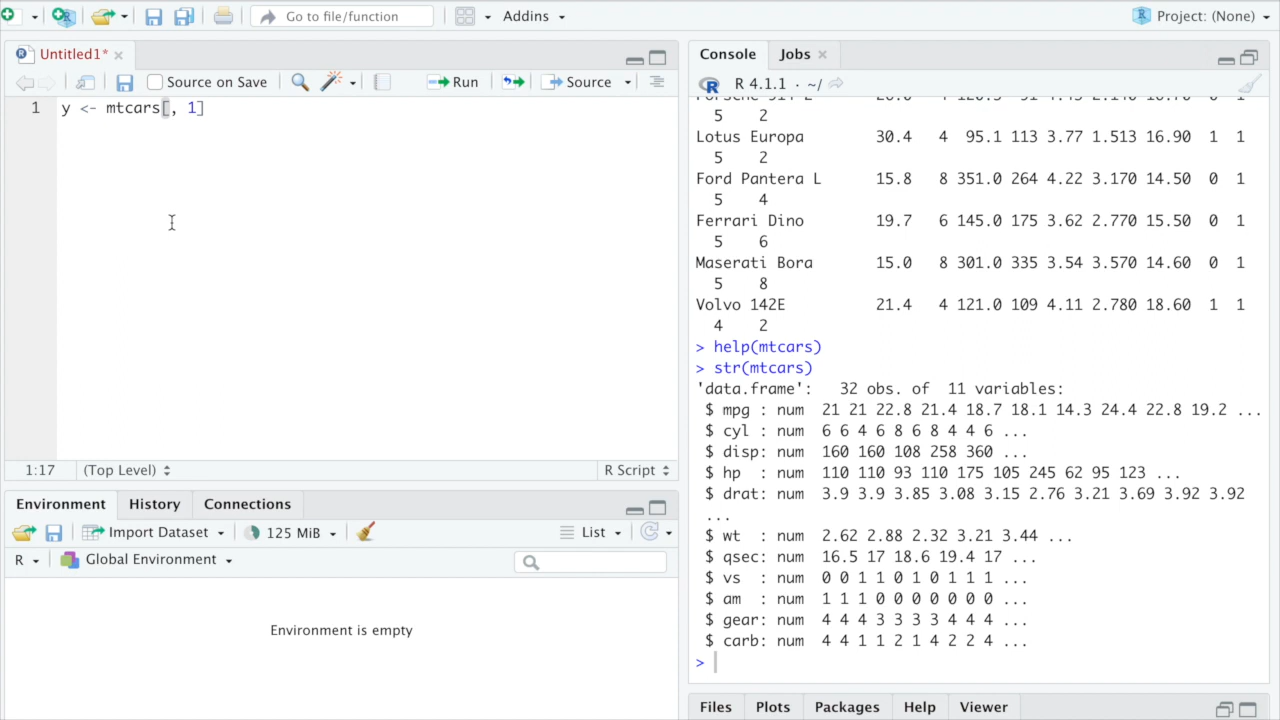 Go to file/function
Addins
Project: (None)
Untitled1*
Source on Save
Run
Source
1 y <- mtcars[, 1]
1:17 (Top Level) R Script
Environment History Connections
Import Dataset 125 MiB List
R Global Environment
Environment is empty
Console Jobs
R 4.1.1 · ~/
5 2
Lotus Europa 30.4 4 95.1 113 3.77 1.513 16.90 1 1
5 2
Ford Pantera L 15.8 8 351.0 264 4.22 3.170 14.50 0 1
5 4
Ferrari Dino 19.7 6 145.0 175 3.62 2.770 15.50 0 1
5 6
Maserati Bora 15.0 8 301.0 335 3.54 3.570 14.60 0 1
5 8
Volvo 142E 21.4 4 121.0 109 4.11 2.780 18.60 1 1
4 2
> help(mtcars)
> str(mtcars)
'data.frame': 32 obs. of 11 variables:
$ mpg : num 21 21 22.8 21.4 18.7 18.1 14.3 24.4 22.8 19.2 ...
$ cyl : num 6 6 4 6 8 6 8 4 4 6 ...
$ disp: num 160 160 108 258 360 ...
$ hp : num 110 110 93 110 175 105 245 62 95 123 ...
$ drat: num 3.9 3.9 3.85 3.08 3.15 2.76 3.21 3.69 3.92 3.92
...
$ wt : num 2.62 2.88 2.32 3.21 3.44 ...
$ qsec: num 16.5 17 18.6 19.4 17 ...
$ vs : num 0 0 1 1 0 1 0 1 1 1 ...
$ am : num 1 1 1 0 0 0 0 0 0 0 ...
$ gear: num 4 4 4 3 3 3 3 4 4 4 ...
$ carb: num 4 4 1 1 2 1 4 2 2 4 ...
>
Files Plots Packages Help Viewer